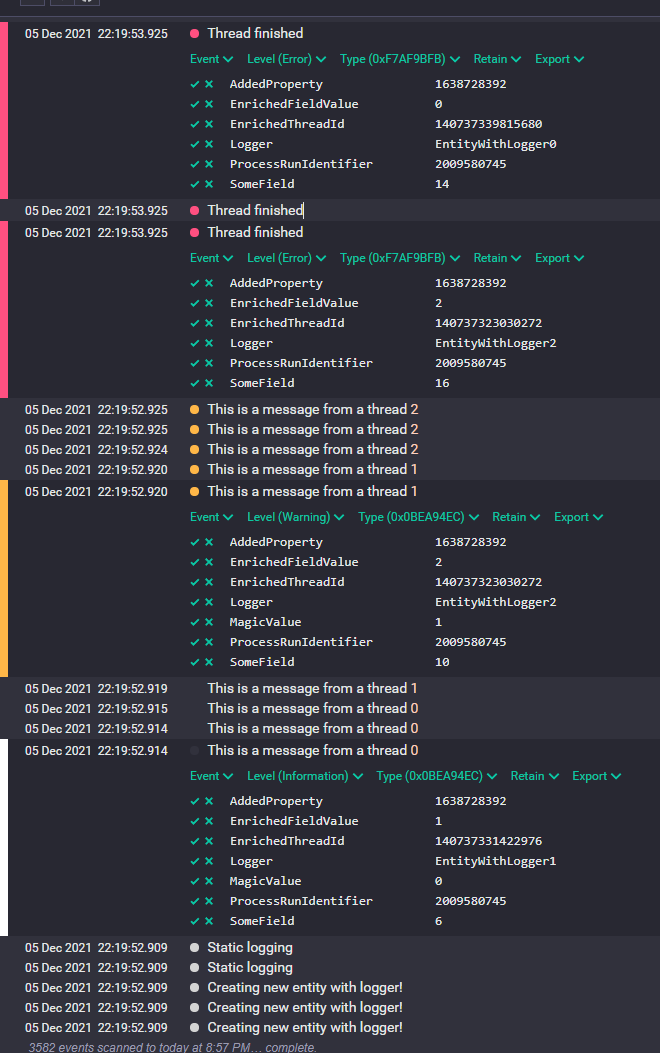 05 Dec 2021 22:19:53.925 Thread finished
Event Level (Error) Type (0xF7AF9BFB) Retain Export
AddedProperty 1638728392
EnrichedFieldValue 0
EnrichedThreadId 140737339815680
Logger EntityWithLogger0
ProcessRunIdentifier 2009580745
SomeField 14
05 Dec 2021 22:19:53.925 Thread finished
05 Dec 2021 22:19:53.925 Thread finished
Event Level (Error) Type (0xF7AF9BFB) Retain Export
AddedProperty 1638728392
EnrichedFieldValue 2
EnrichedThreadId 140737323030272
Logger EntityWithLogger2
ProcessRunIdentifier 2009580745
SomeField 16
05 Dec 2021 22:19:52.925 This is a message from a thread 2
05 Dec 2021 22:19:52.925 This is a message from a thread 2
05 Dec 2021 22:19:52.924 This is a message from a thread 2
05 Dec 2021 22:19:52.920 This is a message from a thread 1
05 Dec 2021 22:19:52.920 This is a message from a thread 1
Event Level (Warning) Type (0x0BEA94EC) Retain Export
AddedProperty 1638728392
EnrichedFieldValue 2
EnrichedThreadId 140737323030272
Logger EntityWithLogger2
MagicValue 1
ProcessRunIdentifier 2009580745
SomeField 10
05 Dec 2021 22:19:52.919 This is a message from a thread 1
05 Dec 2021 22:19:52.915 This is a message from a thread 0
05 Dec 2021 22:19:52.914 This is a message from a thread 0
05 Dec 2021 22:19:52.914 This is a message from a thread 0
Event Level (Information) Type (0x0BEA94EC) Retain Export
AddedProperty 1638728392
EnrichedFieldValue 1
EnrichedThreadId 140737331422976
Logger EntityWithLogger1
MagicValue 0
ProcessRunIdentifier 2009580745
SomeField 6
05 Dec 2021 22:19:52.909 Static logging
05 Dec 2021 22:19:52.909 Static logging
05 Dec 2021 22:19:52.909 Creating new entity with logger!
05 Dec 2021 22:19:52.909 Creating new entity with logger!
05 Dec 2021 22:19:52.909 Creating new entity with logger!
3582 events scanned to today at 8:57 PM… complete.